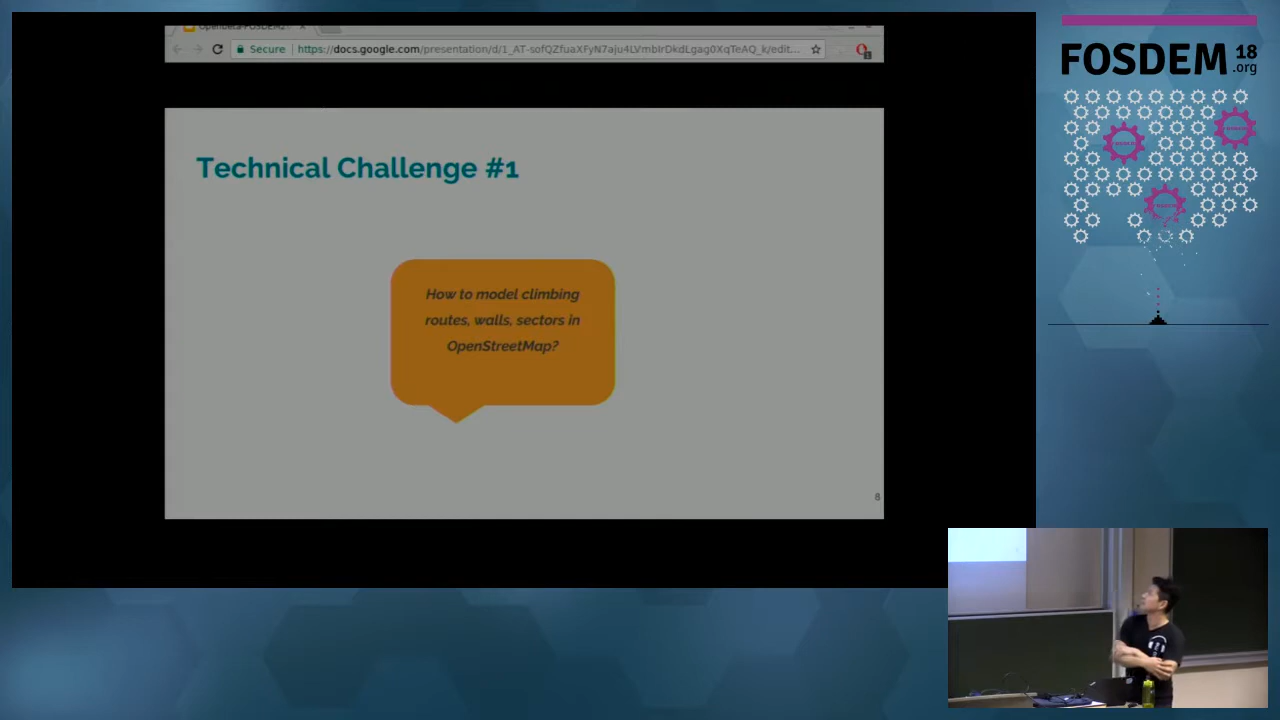 Secure
https://docs.google.com/presentation/d/1_AT-sofQZfuaXFyN7aju4LVmbIrDkdLgag0XqTeAQ_k/edit...
Technical Challenge #1
How to model climbing
routes, walls, sectors in
OpenStreetMap?
8
FOSDEM 18
.org